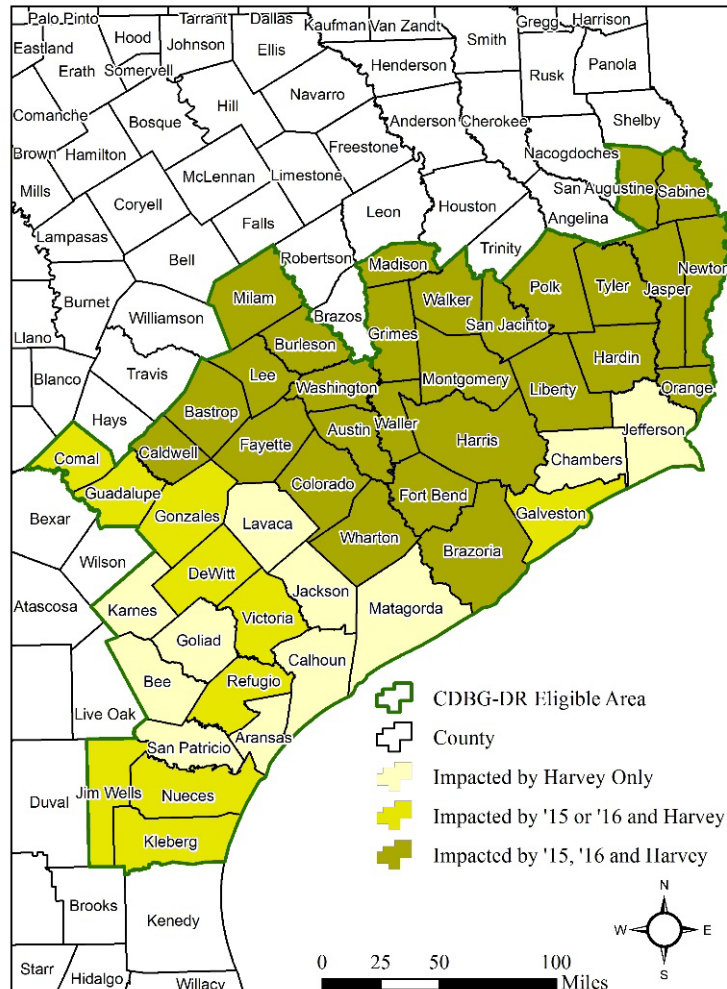 Palo Pinto
Tarrant
Dallas
Kaufman
Van Zandt
Gregg
Harrison
Hood
Johnson
Ellis
Smith
Eastland
Erath
Somervell
Henderson
Rusk
Panola
Navarro
Comanche
Hill
Bosque
Anderson
Cherokee
Shelby
Freestone
Nacogdoches
Brown
Hamilton
McLennan
Limestone
San Augustine
Sabine
Mills
Coryell
Leon
Houston
Angelina
Falls
Lampasas
Trinity
Bell
Robertson
Madison
Newton
Milam
Walker
Polk
Tyler
Jasper
Burnet
Williamson
Brazos
Grimes
San Jacinto
Llano
Burleson
Hardin
Travis
Lee
Blanco
Washington
Montgomery
Liberty
Orange
Bastrop
Hays
Austin
Waller
Jefferson
Caldwell
Fayette
Harris
Comal
Chambers
Guadalupe
Colorado
Fort Bend
Bexar
Gonzales
Lavaca
Galveston
Wharton
Wilson
Brazoria
DeWitt
Jackson
Atascosa
Karnes
Victoria
Matagorda
Goliad
Calhoun
Bee
Refugio
Live Oak
Aransas
San Patricio
Duval
Jim Wells
Nueces
Kleberg
Brooks
Kenedy
Starr
Hidalgo
Willacy
CDBG-DR Eligible Area
County
Impacted by Harvey Only
Impacted by '15 or '16 and Harvey
Impacted by '15, '16 and Harvey
N
W E
S
0 25 50 100
Miles